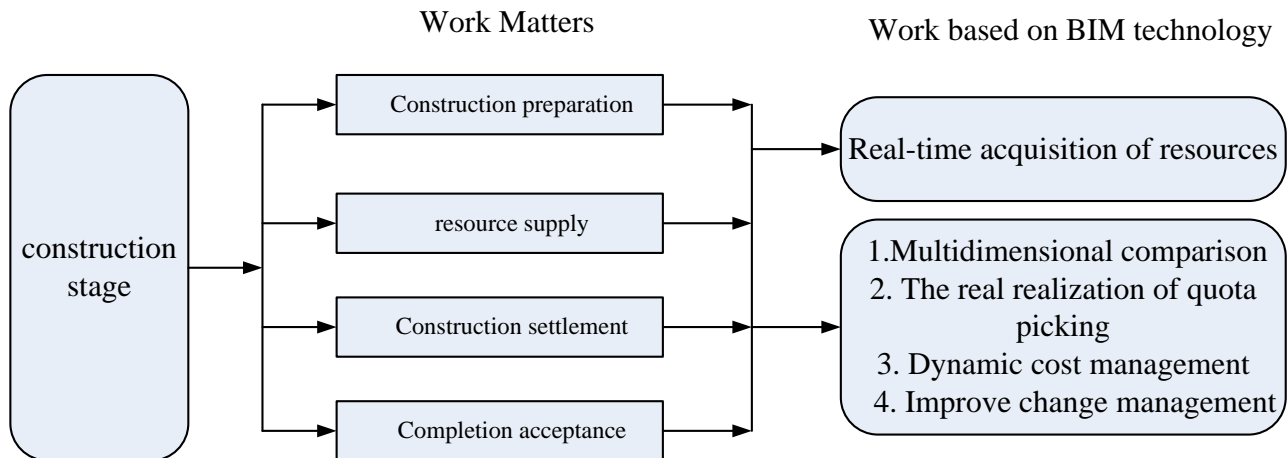 Work Matters
Work based on BIM technology
construction
stage
Construction preparation
resource supply
Construction settlement
Completion acceptance
Real-time acquisition of resources
1.Multidimensional comparison
2. The real realization of quota
picking
3. Dynamic cost management
4. Improve change management